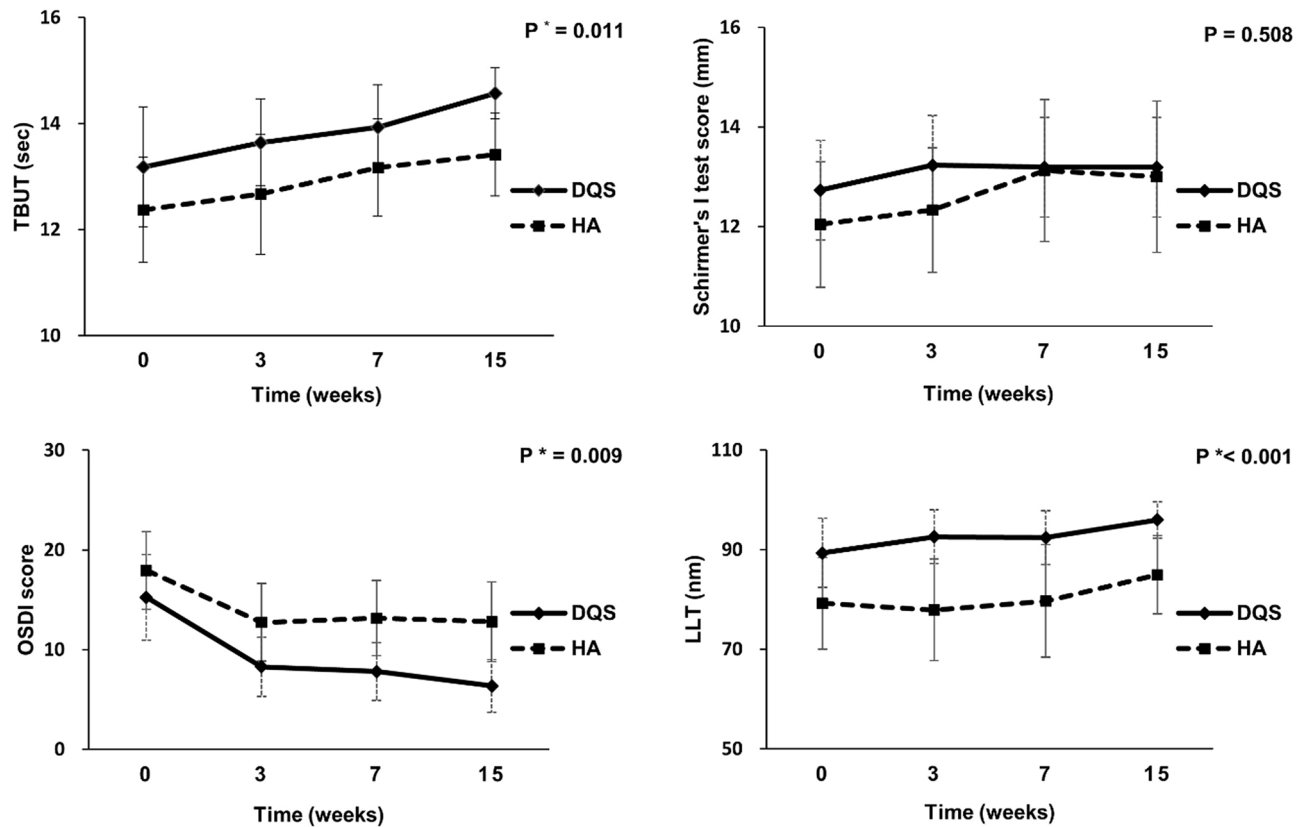 P * = 0.011
TBUT (sec)
16
14
12
10
0 3 7 15
Time (weeks)
DQS
HA
P = 0.508
Schirmer's I test score (mm)
16
14
12
10
0 3 7 15
Time (weeks)
DQS
HA
P * = 0.009
OSDI score
30
20
10
0
0 3 7 15
Time (weeks)
DQS
HA
P *< 0.001
LLT (nm)
110
90
70
50
0 3 7 15
Time (weeks)
DQS
HA